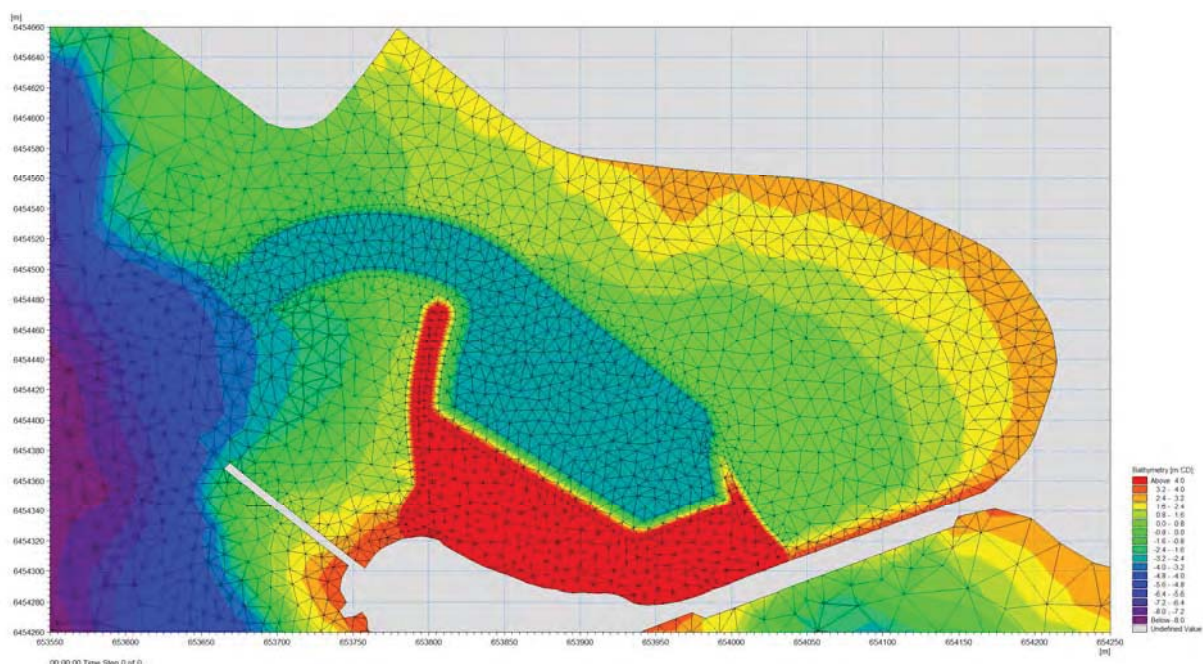 [m]
6454660
6454640
6454620
6454600
6454580
6454560
6454540
6454520
6454500
6454480
6454460
6454440
6454420
6454400
6454380
6454360
6454340
6454320
6454300
6454280
6454260
653550 653600 653650 653700 653750 653800 653850 653900 653950 654000 654050 654100 654150 654200 654250
[m]
00:00:00 Time Step 0 of 0
Bathymetry [m CD]
Above 4.0
3.2 - 4.0
2.4 - 3.2
1.6 - 2.4
0.8 - 1.6
0.0 - 0.8
-0.8 - 0.0
-1.6 - -0.8
-2.4 - -1.6
-3.2 - -2.4
-4.0 - -3.2
-4.8 - -4.0
-5.6 - -4.8
-6.4 - -5.6
-7.2 - -6.4
-8.0 - -7.2
Below -8.0
Undefined Value